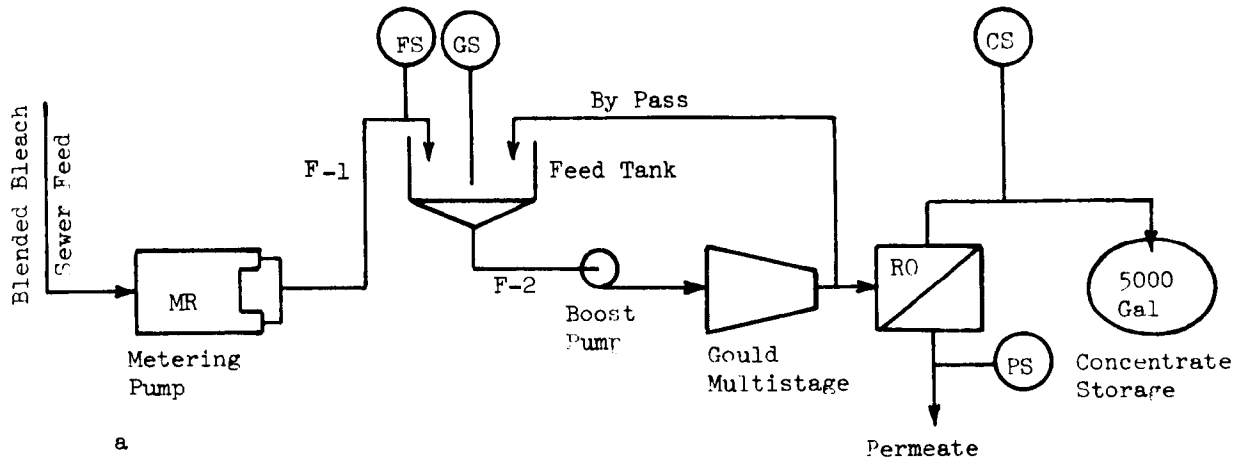 FS
GS
CS
By Pass
Blended Bleach
Sewer Feed
F-1
Feed Tank
MR
F-2
RO
5000
Gal
Metering
Pump
Boost
Pump
Gould
Multistage
PS
Concentrate
Storage
a
Permeate